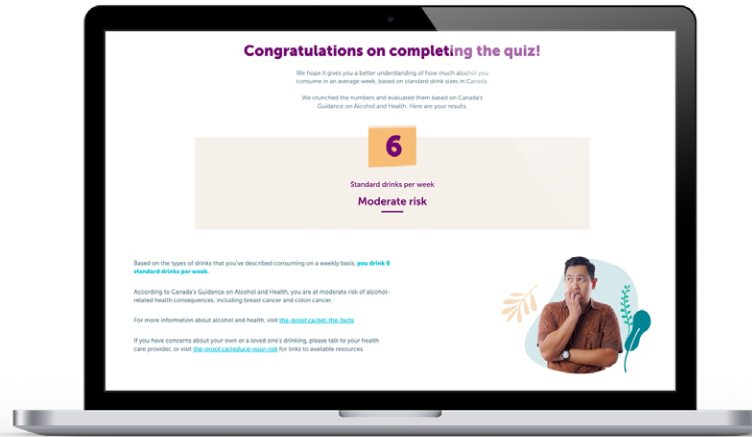 Congratulations on completing the quiz!
We hope it gives you a better understanding of how much alcohol you
consume in an average week, based on standard drink sizes in Canada
We crunched the numbers and evaluated them based on Canada's
Guidance on Alcohol and Health. Here are your results.
6
Standard drinks per week
Moderate risk
Based on the types of drinks that you've described consuming on a weekly basis, you drink 6
standard drinks per week.
According to Canada's Guidance on Alcohol and Health, you are at moderate risk of alcohol-
related health consequences, including breast cancer and colon cancer.
For more information about alcohol and health, visit the-proof.ca/get-the-facts
If you have concerns about your own or a loved one's drinking, please talk to your health
care provider, or visit the-proof.ca/reduce-your-risk for links to available resources.